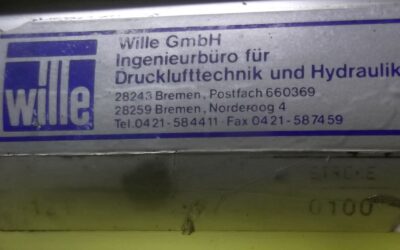 wille
Wille GmbH
Ingenieurbüro für
Drucklufttechnik und Hydraulik
28243 Bremen, Postfach 660369
28259 Bremen, Norderoog 4
Tel.0421-584411 · Fax 0421-587459
STROKE
0100